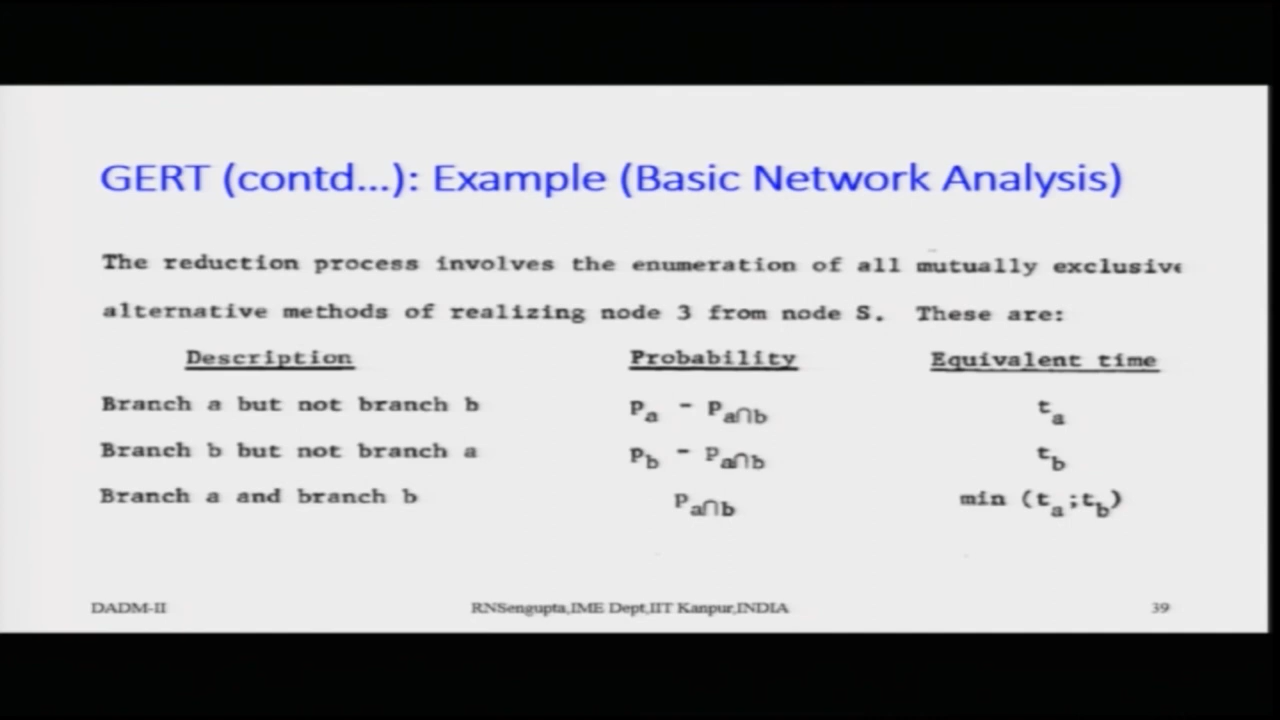 GERT (contd...): Example (Basic Network Analysis)
The reduction process involves the enumeration of all mutually exclusive
alternative methods of realizing node 3 from node S. These are:
Description Probability Equivalent time
Branch a but not branch b Pa - Pa∩b ta
Branch b but not branch a Pb - Pa∩b tb
Branch a and branch b Pa∩b min (ta;tb)
DADM-II RNSengupta,IME Dept,IIT Kanpur,INDIA 39